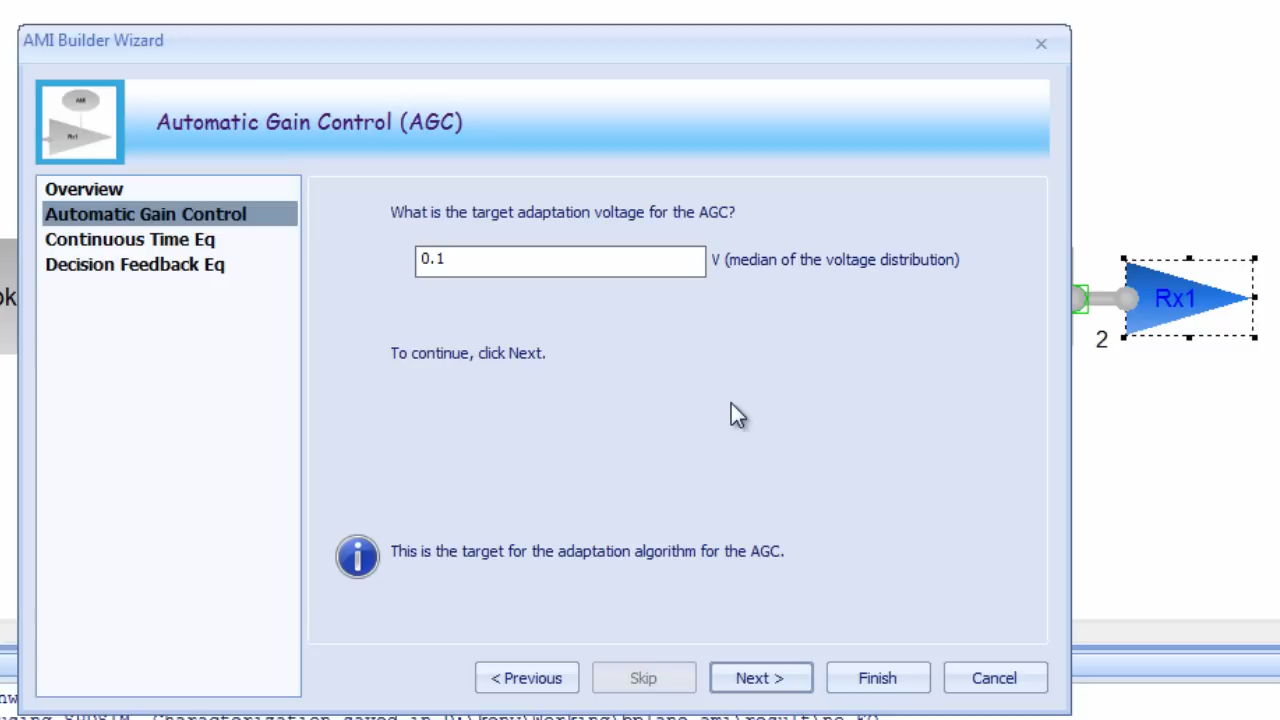 AMI Builder Wizard
AMI
Rx1
Automatic Gain Control (AGC)
Overview
Automatic Gain Control
Continuous Time Eq
Decision Feedback Eq
What is the target adaptation voltage for the AGC?
0.1
V (median of the voltage distribution)
To continue, click Next.
This is the target for the adaptation algorithm for the AGC.
< Previous
Skip
Next >
Finish
Cancel
Rx1
2